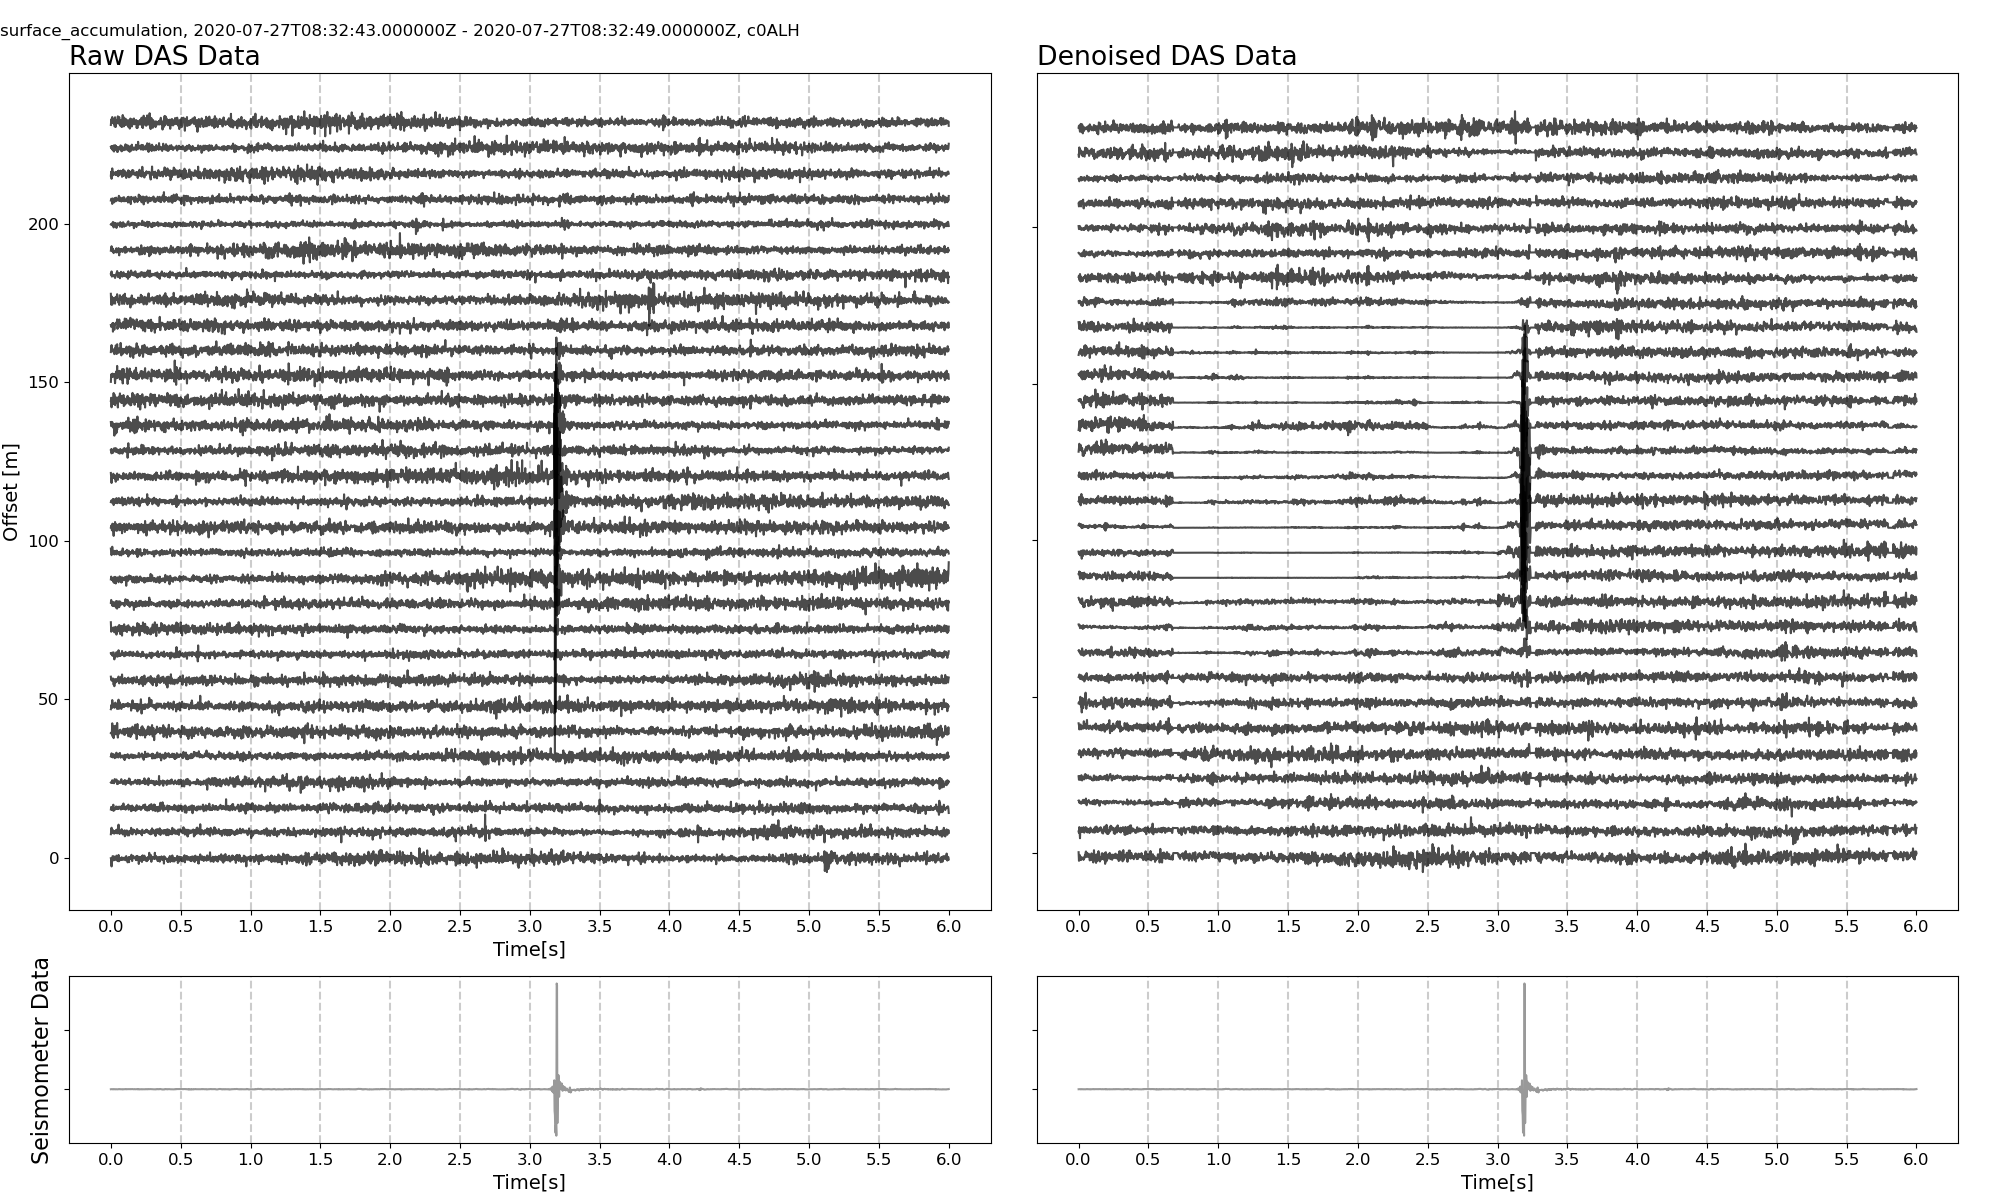 surface_accumulation, 2020-07-27T08:32:43.000000Z - 2020-07-27T08:32:49.000000Z, c0ALH
Raw DAS Data
Offset [m]
200
150
100
50
0
0.0 0.5 1.0 1.5 2.0 2.5 3.0 3.5 4.0 4.5 5.0 5.5 6.0
Time[s]
Denoised DAS Data
0.0 0.5 1.0 1.5 2.0 2.5 3.0 3.5 4.0 4.5 5.0 5.5 6.0
Seismometer Data
0.0 0.5 1.0 1.5 2.0 2.5 3.0 3.5 4.0 4.5 5.0 5.5 6.0
Time[s]
0.0 0.5 1.0 1.5 2.0 2.5 3.0 3.5 4.0 4.5 5.0 5.5 6.0
Time[s]